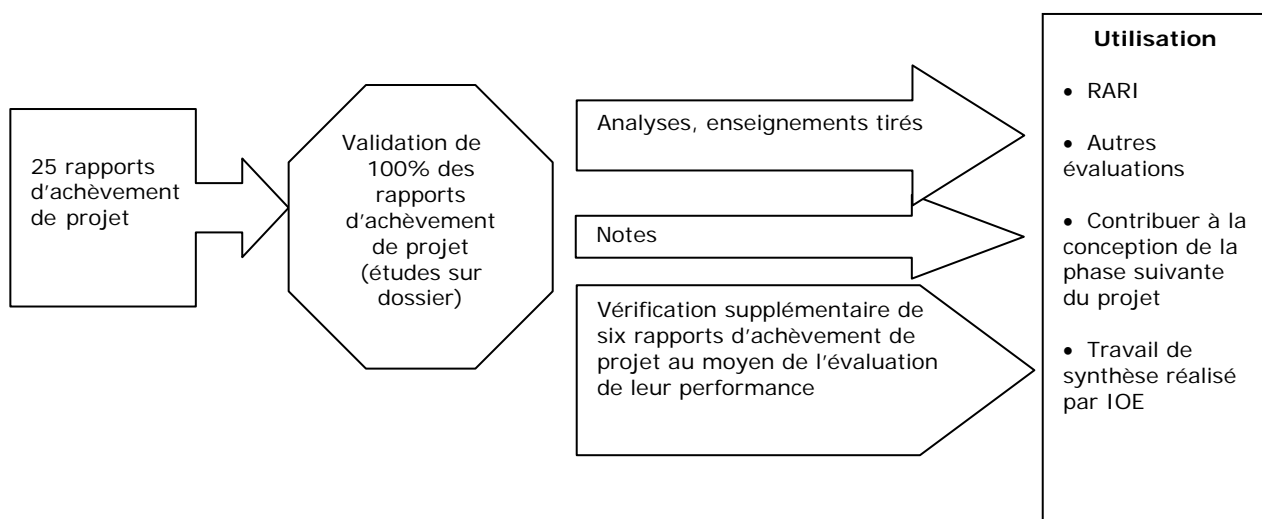 25 rapports
d'achèvement
de projet
Validation de
100% des
rapports
d'achèvement
de projet
(études sur
dossier)
Analyses, enseignements tirés
Notes
Vérification supplémentaire de
six rapports d'achèvement de
projet au moyen de l'évaluation
de leur performance
Utilisation
• RARI
• Autres
évaluations
• Contribuer à la
conception de la
phase suivante
du projet
• Travail de
synthèse réalisé
par IOE